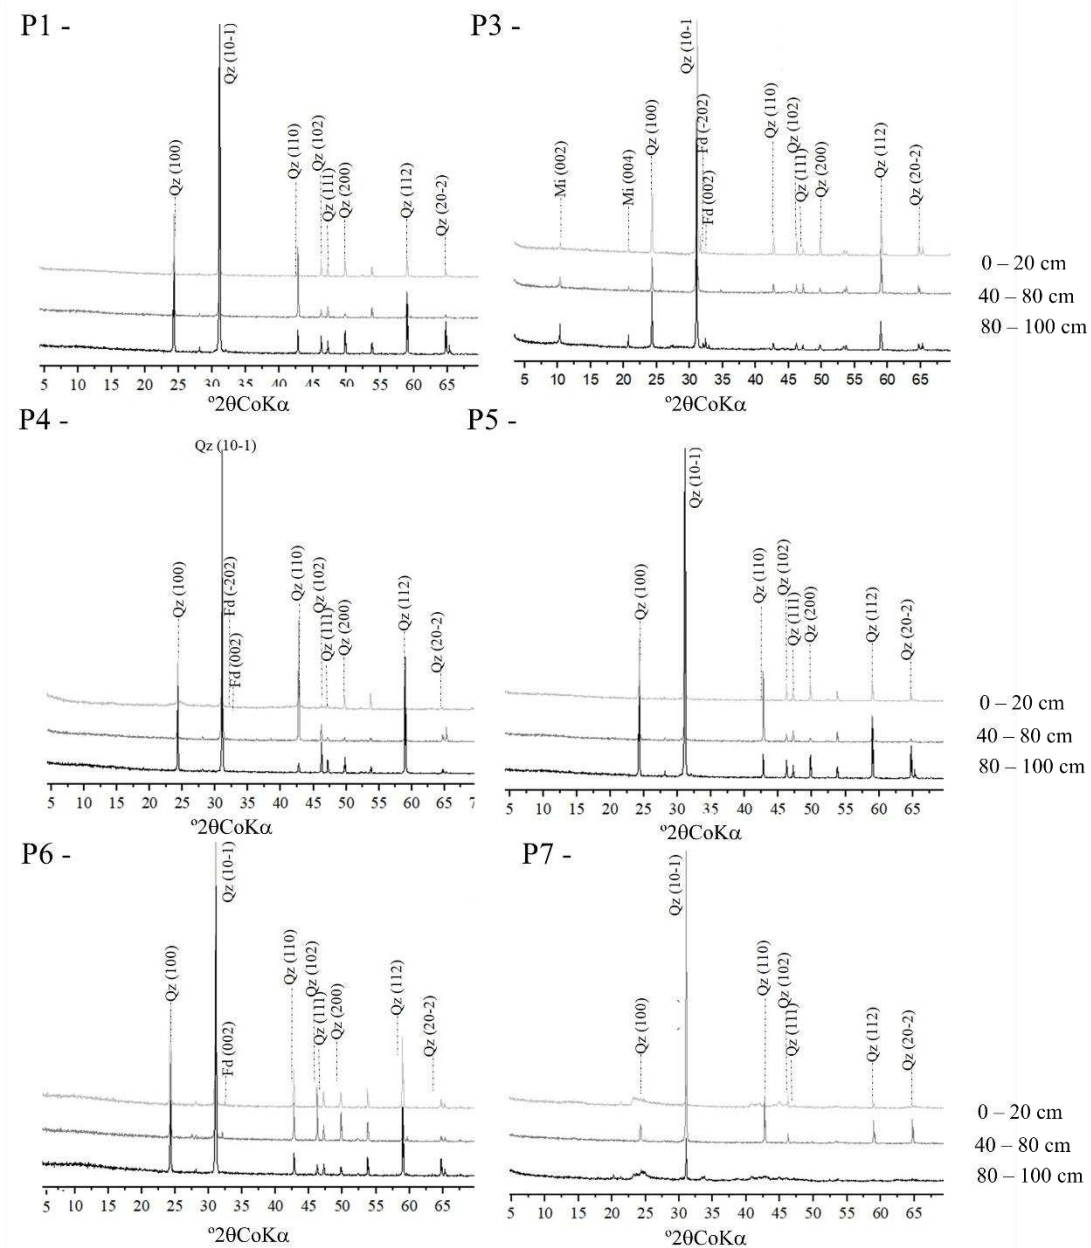 P1 -
Qz (100)
Qz (10-1)
Qz (110)
Qz (102)
Qz (111)
Qz (200)
Qz (112)
Qz (20-2)
5 10 15 20 25 30 35 40 45 50 55 60 65
º2θCoKα
P3 -
Mi (002)
Mi (004)
Qz (100)
Qz (10-1
Fd (-202)
Fd (002)
Qz (110)
Qz (102)
Qz (111)
Qz (200)
Qz (112)
Qz (20-2)
5 10 15 20 25 30 35 40 45 50 55 60 65
º2θCoKα
0 – 20 cm
40 – 80 cm
80 – 100 cm
P4 -
Qz (100)
Qz (10-1)
Fd (-202)
Fd (002)
Qz (110)
Qz (102)
Qz (111)
Qz (200)
Qz (112)
Qz (20-2)
5 10 15 20 25 30 35 40 45 50 55 60 65 7
º2θCoKα
P5 -
Qz (100)
Qz (10-1)
Qz (110)
Qz (102)
Qz (111)
Qz (200)
Qz (112)
Qz (20-2)
5 10 15 20 25 30 35 40 45 50 55 60 65
º2θCoKα
0 – 20 cm
40 – 80 cm
80 – 100 cm
P6 -
Qz (100)
Qz (10-1)
Fd (002)
Qz (110)
Qz (102)
Qz (111)
Qz (200)
Qz (112)
Qz (20-2)
5 10 15 20 25 30 35 40 45 50 55 60 65
º2θCoKα
P7 -
Qz (100)
Qz (10-1)
Qz (110)
Qz (102)
Qz (111)
Qz (112)
Qz (20-2)
5 10 15 20 25 30 35 40 45 50 55 60 65
º2θCoKα
0 – 20 cm
40 – 80 cm
80 – 100 cm